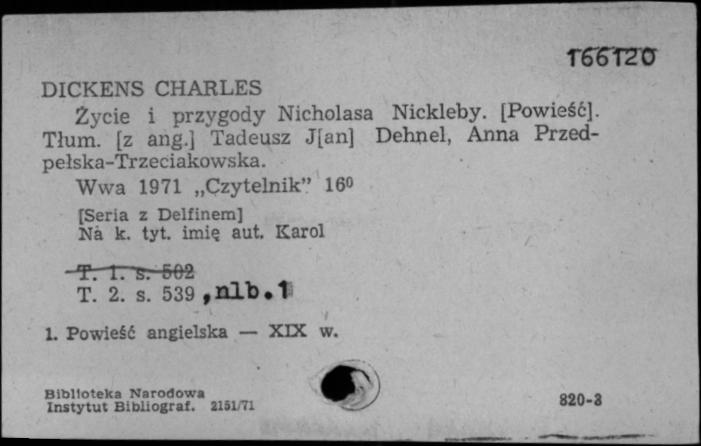 166120
DICKENS CHARLES
Życie i przygody Nicholasa Nickleby. [Powieść].
Tłum. [z ang.] Tadeusz J[an] Dehnel, Anna Przed-
pełska-Trzeciakowska.
Wwa 1971 „Czytelnik” 16⁰
[Seria z Delfinem]
Na k. tyt. imię aut. Karol
T. 1. s. 502
T. 2. s. 539 , nlb. 1
1. Powieść angielska — XIX w.
Biblioteka Narodowa
Instytut Bibliograf. 2151/71
820-3